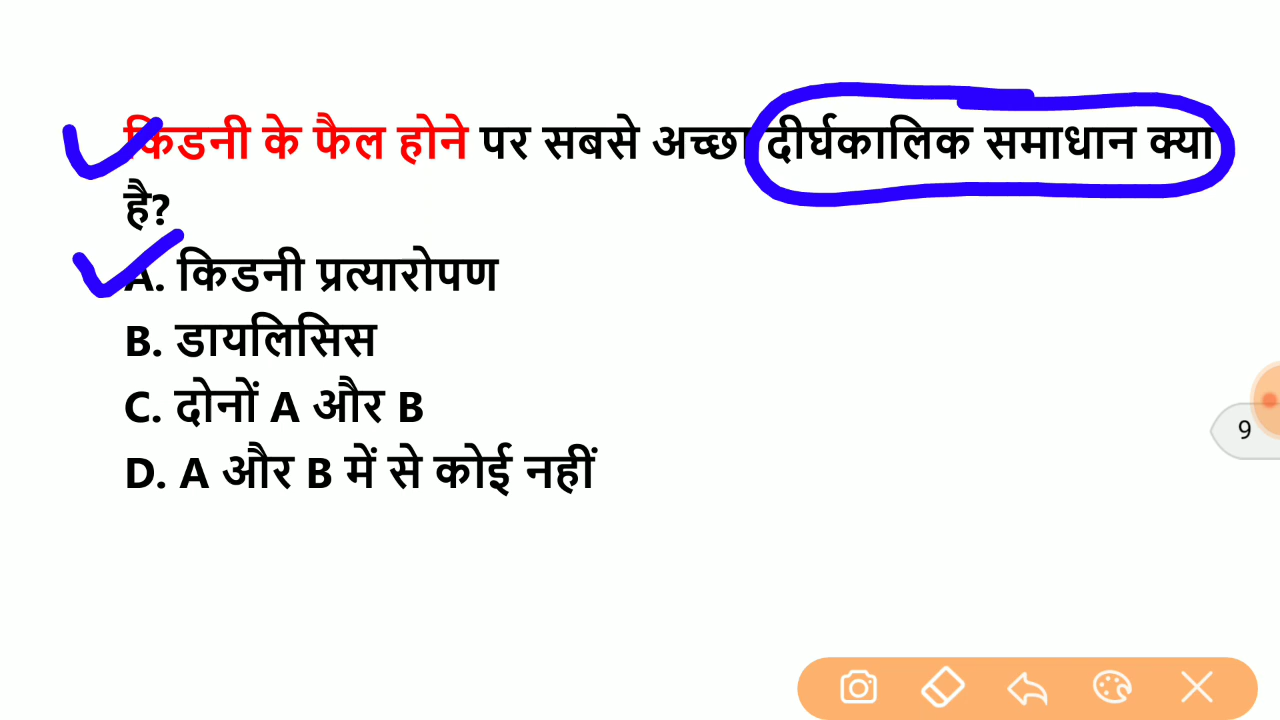 किडनी के फैल होने पर सबसे अच्छा दीर्घकालिक समाधान क्या
है?
A. किडनी प्रत्यारोपण
B. डायलिसिस
C. दोनों A और B
D. A और B में से कोई नहीं
9